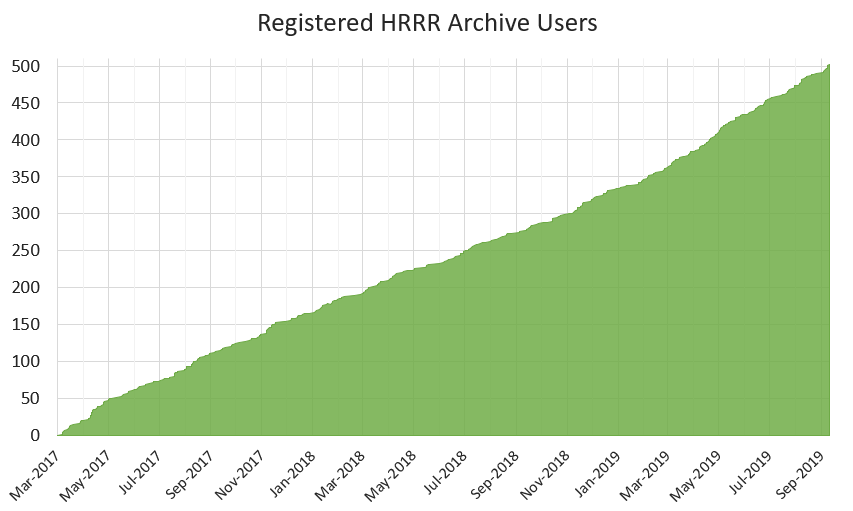 Registered HRRR Archive Users
500
450
400
350
300
250
200
150
100
50
0
Mar-2017
May-2017
Jul-2017
Sep-2017
Nov-2017
Jan-2018
Mar-2018
May-2018
Jul-2018
Sep-2018
Nov-2018
Jan-2019
Mar-2019
May-2019
Jul-2019
Sep-2019